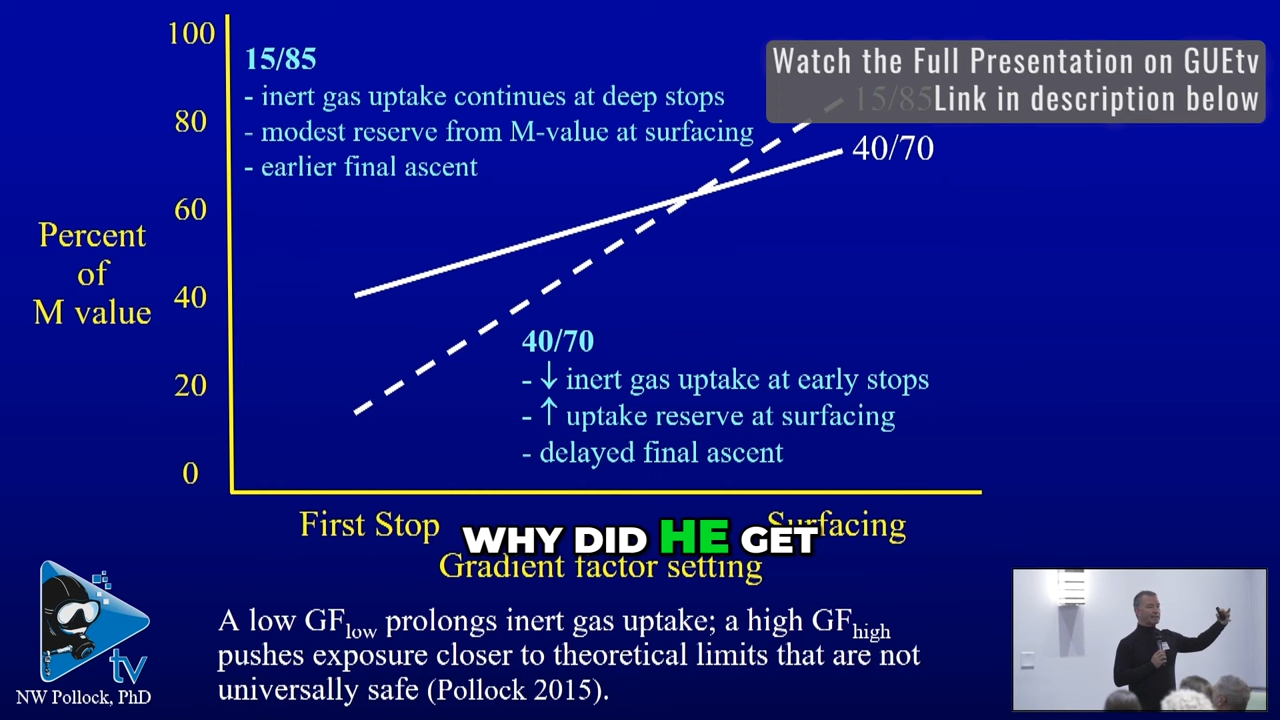 100
80
60
40
20
0
Percent
of
M value
15/85
- inert gas uptake continues at deep stops
- modest reserve from M-value at surfacing
- earlier final ascent
Watch the Full Presentation on GUEtv
Link in description below
15/85
40/70
40/70
- ↓ inert gas uptake at early stops
- ↑ uptake reserve at surfacing
- delayed final ascent
First Stop
Surfacing
WHY DID HE GET
Gradient factor setting
A low GFlow prolongs inert gas uptake; a high GFhigh
pushes exposure closer to theoretical limits that are not
universally safe (Pollock 2015).
tv
NW Pollock, PhD